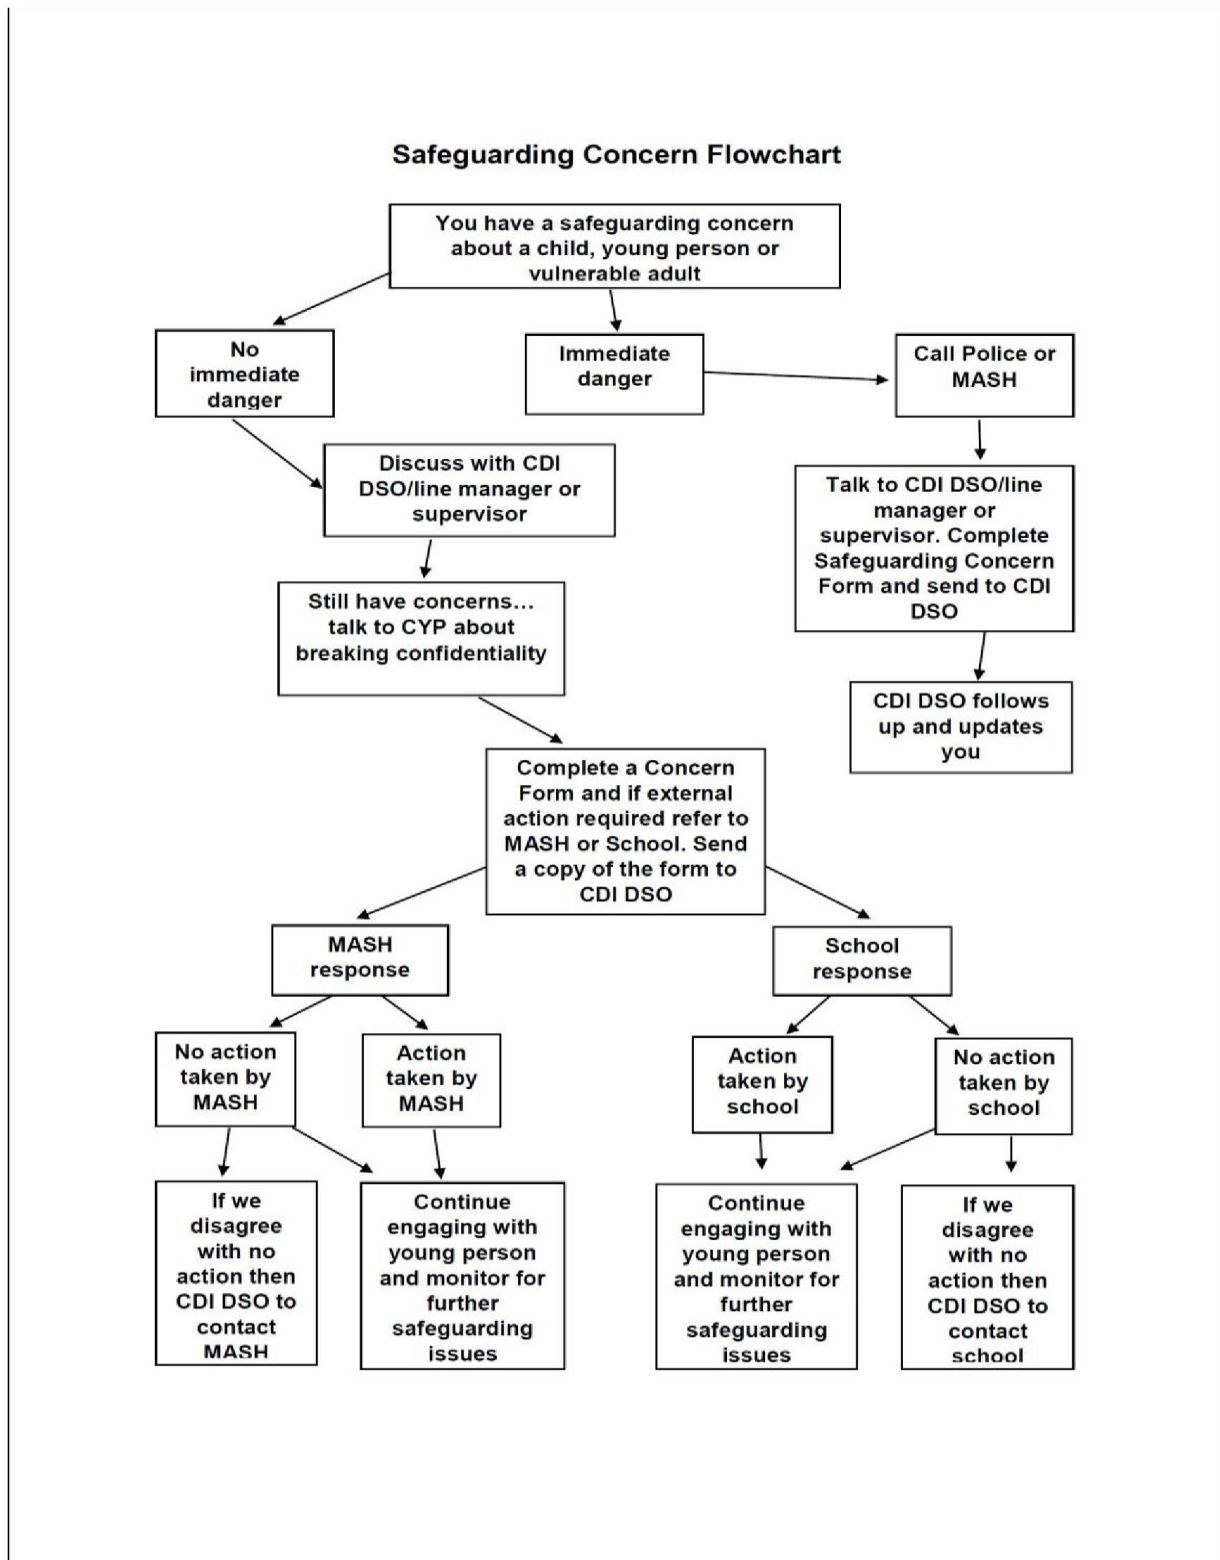 Safeguarding Concern Flowchart
You have a safeguarding concern
about a child, young person or
vulnerable adult
No
immediate
danger
Immediate
danger
Call Police or
MASH
Discuss with CDI
DSO/line manager or
supervisor
Talk to CDI DSO/line
manager or
supervisor. Complete
Safeguarding Concern
Form and send to CDI
DSO
Still have concerns…
talk to CYP about
breaking confidentiality
CDI DSO follows
up and updates
you
Complete a Concern
Form and if external
action required refer to
MASH or School. Send
a copy of the form to
CDI DSO
MASH
response
School
response
No action
taken by
MASH
Action
taken by
MASH
Action
taken by
school
No action
taken by
school
If we
disagree
with no
action then
CDI DSO to
contact
MASH
Continue
engaging with
young person
and monitor for
further
safeguarding
issues
Continue
engaging with
young person
and monitor for
further
safeguarding
issues
If we
disagree
with no
action then
CDI DSO to
contact
school